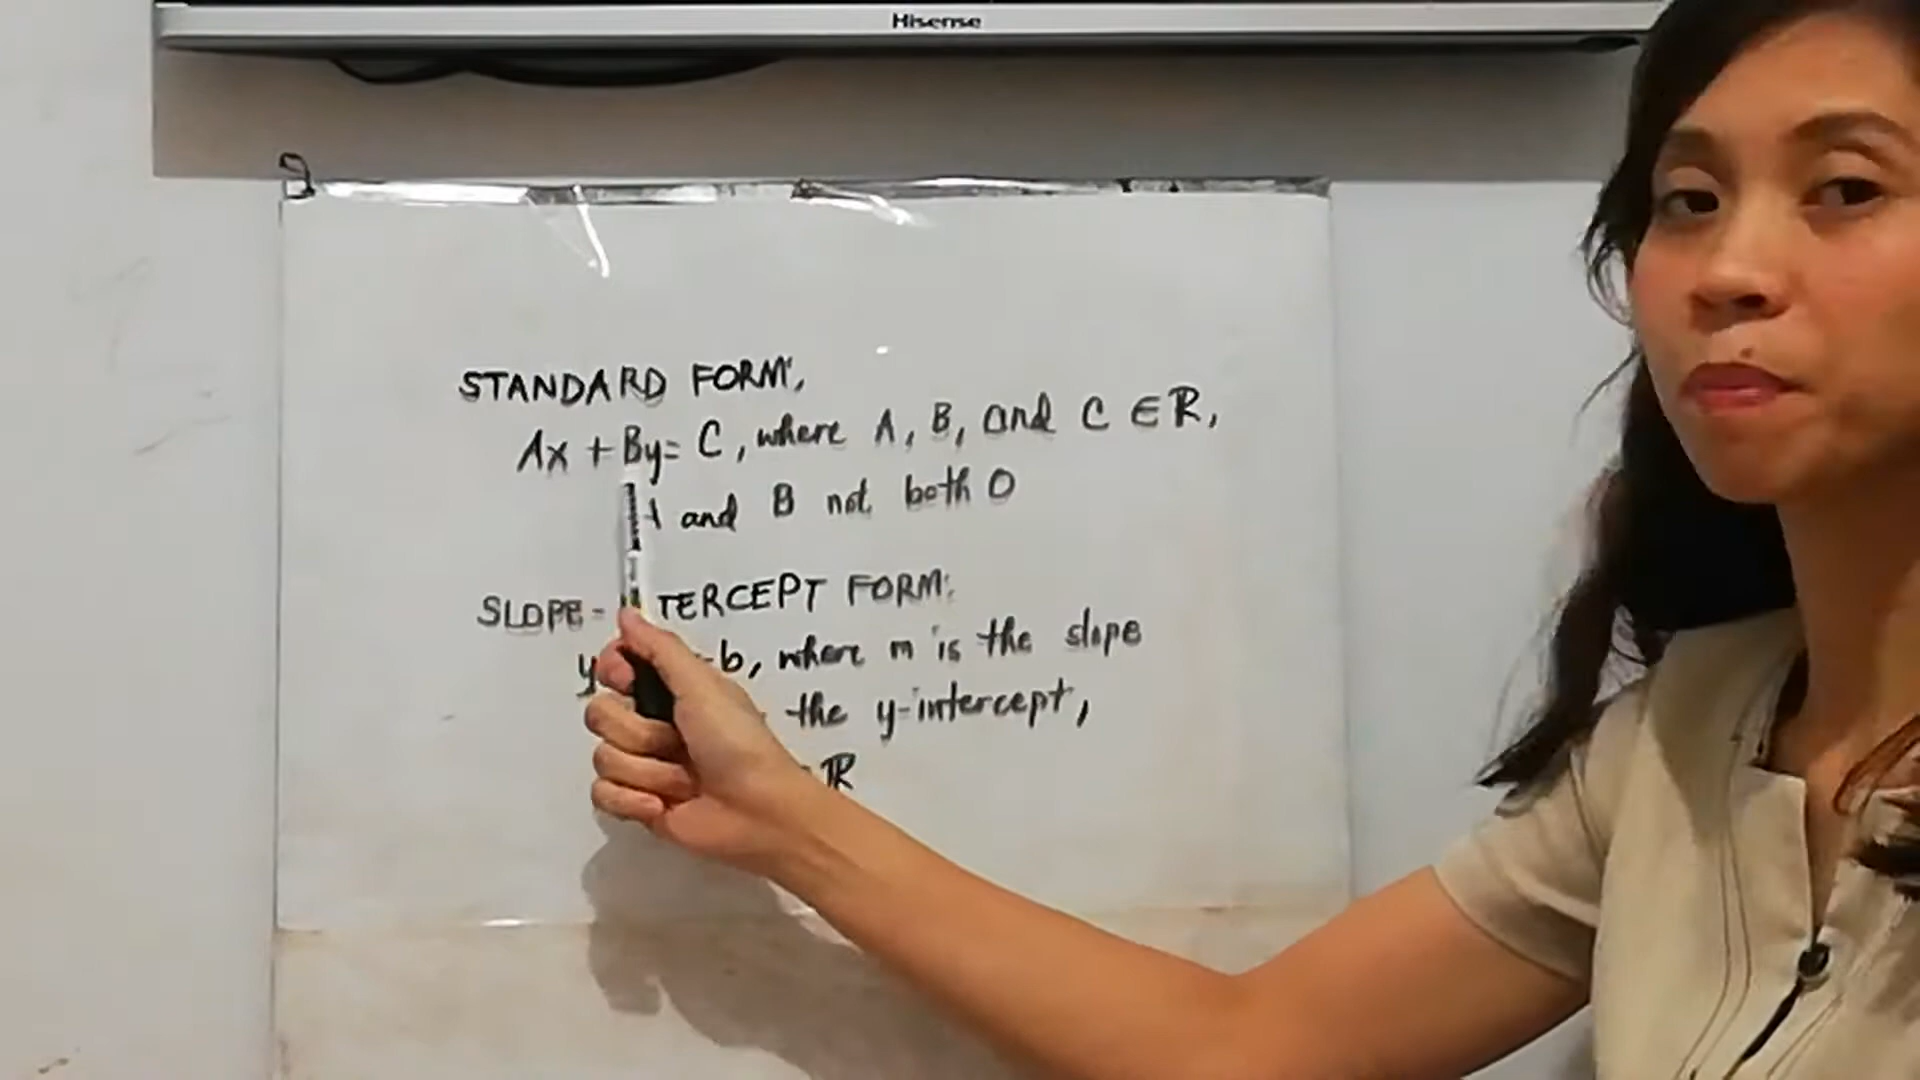 Hisense
STANDARD FORM:
Ax + By = C, where A, B, and C ∈ ℝ,
and B not both 0
SLOPE- TERCEPT FORM:
y b, where m is the slope
the y-intercept,
ℝ